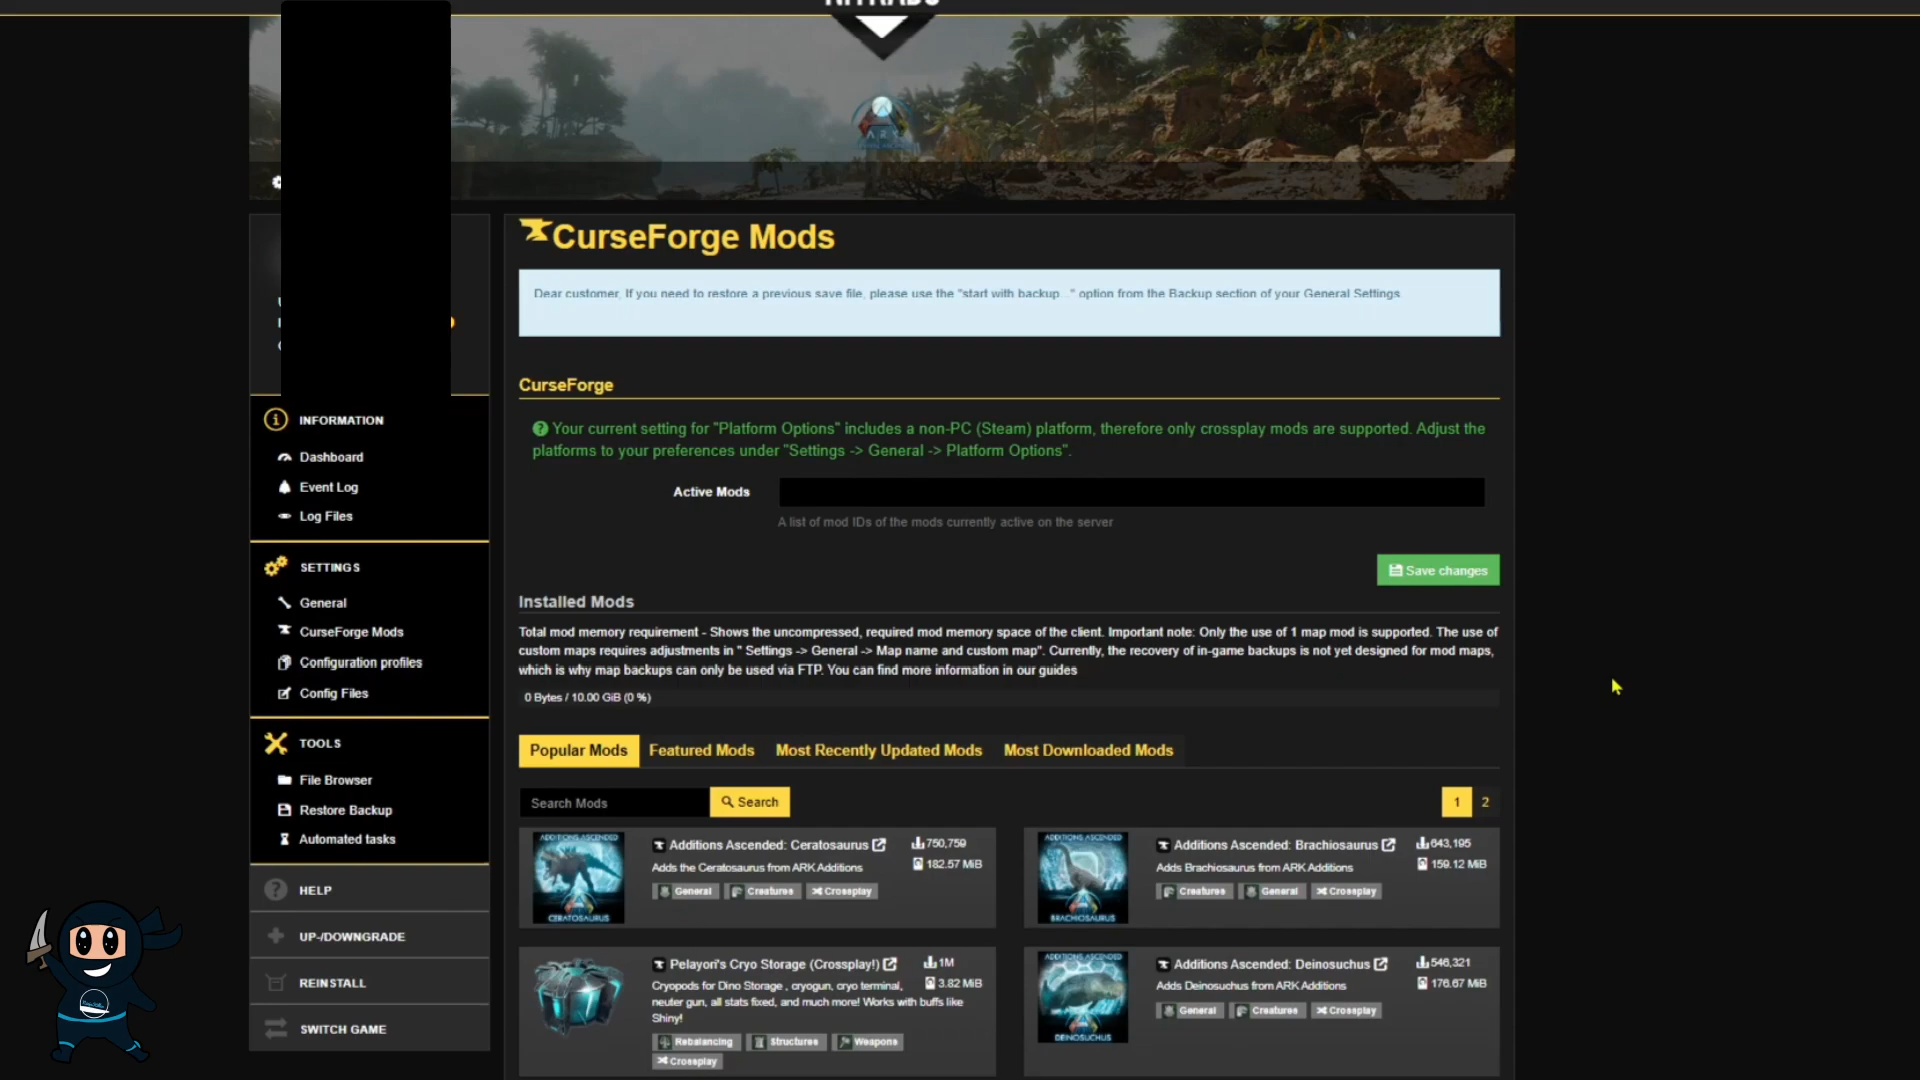 NITRADO
ARK
CurseForge Mods
Dear customer, If you need to restore a previous save file, please use the "start with backup..." option from the Backup section of your General Settings.
CurseForge
INFORMATION
Your current setting for "Platform Options" includes a non-PC (Steam) platform, therefore only crossplay mods are supported. Adjust the
platforms to your preferences under "Settings -> General -> Platform Options".
Dashboard
Event Log
Log Files
Active Mods
A list of mod IDs of the mods currently active on the server
SETTINGS
General
CurseForge Mods
Configuration profiles
Config Files
Save changes
Installed Mods
Total mod memory requirement - Shows the uncompressed, required mod memory space of the client. Important note: Only the use of 1 map mod is supported. The use of
custom maps requires adjustments in " Settings -> General -> Map name and custom map". Currently, the recovery of in-game backups is not yet designed for mod maps,
which is why map backups can only be used via FTP. You can find more information in our guides
0 Bytes / 10.00 GiB (0 %)
TOOLS
File Browser
Restore Backup
Automated tasks
HELP
UP-/DOWNGRADE
REINSTALL
SWITCH GAME
Popular Mods Featured Mods Most Recently Updated Mods Most Downloaded Mods
Search Mods Search 1 2
ADDITIONS ASCENDED
CERATOSAURUS
Additions Ascended: Ceratosaurus 750,759
Adds the Ceratosaurus from ARK Additions 182.57 MiB
General Creatures Crossplay
ADDITIONS ASCENDED
BRACHIOSAURUS
Additions Ascended: Brachiosaurus 643,195
Adds Brachiosaurus from ARK Additions 159.12 MiB
Creatures General Crossplay
Pelayori's Cryo Storage (Crossplay!) 1M
Cryopods for Dino Storage , cryogun, cryo terminal, 3.82 MiB
neuter gun, all stats fixed, and much more! Works with buffs like
Shiny!
Rebalancing Structures Weapons
Crossplay
ADDITIONS ASCENDED
DEINOSUCHUS
Additions Ascended: Deinosuchus 546,321
Adds Deinosuchus from ARK Additions 176.67 MiB
General Creatures Crossplay